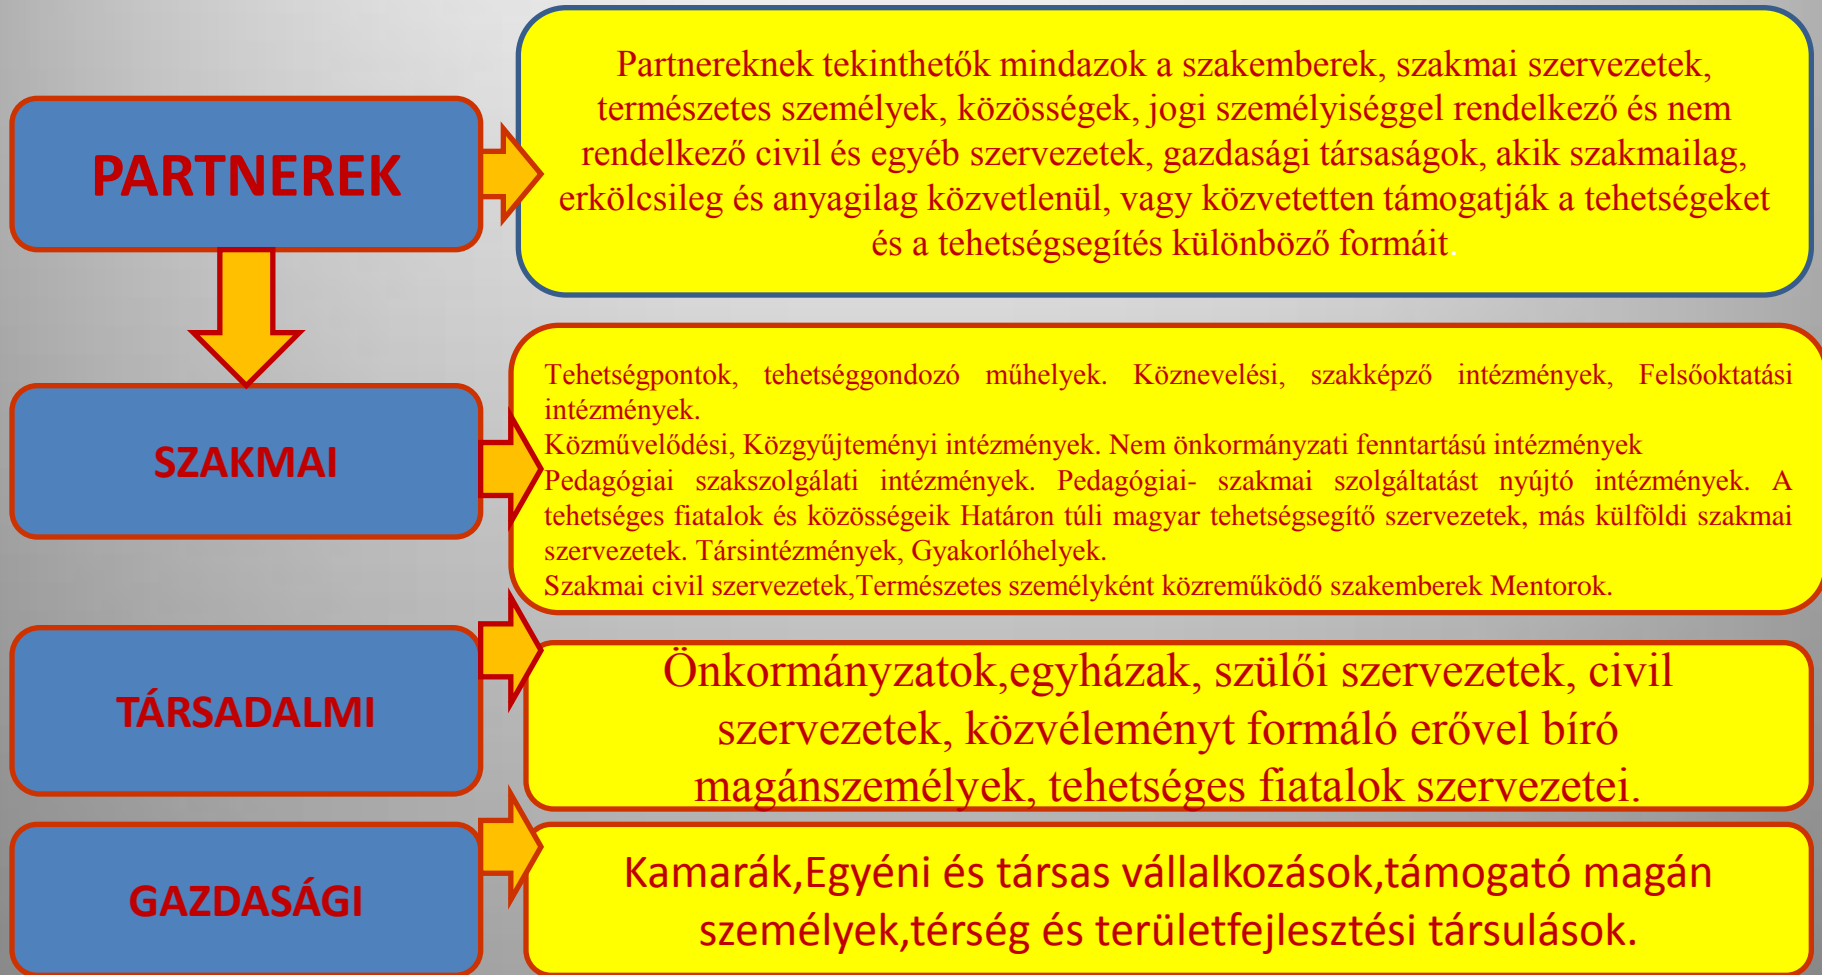 PARTNEREK
Partnereknek tekinthetők mindazok a szakemberek, szakmai szervezetek,
természetes személyek, közösségek, jogi személyiséggel rendelkező és nem
rendelkező civil és egyéb szervezetek, gazdasági társaságok, akik szakmailag,
erkölcsileg és anyagilag közvetlenül, vagy közvetetten támogatják a tehetségeket
és a tehetségsegítés különböző formáit.
SZAKMAI
Tehetségpontok, tehetséggondozó műhelyek. Köznevelési, szakképző intézmények, Felsőoktatási
intézmények.
Közművelődési, Közgyűjteményi intézmények. Nem önkormányzati fenntartású intézmények
Pedagógiai szakszolgálati intézmények. Pedagógiai- szakmai szolgáltatást nyújtó intézmények. A
tehetséges fiatalok és közösségeik Határon túli magyar tehetségsegítő szervezetek, más külföldi szakmai
szervezetek. Társintézmények, Gyakorlóhelyek.
Szakmai civil szervezetek,Természetes személyként közreműködő szakemberek Mentorok.
TÁRSADALMI
Önkormányzatok,egyházak, szülői szervezetek, civil
szervezetek, közvéleményt formáló erővel bíró
magánszemélyek, tehetséges fiatalok szervezetei.
GAZDASÁGI
Kamarák,Egyéni és társas vállalkozások,támogató magán
személyek,térség és területfejlesztési társulások.